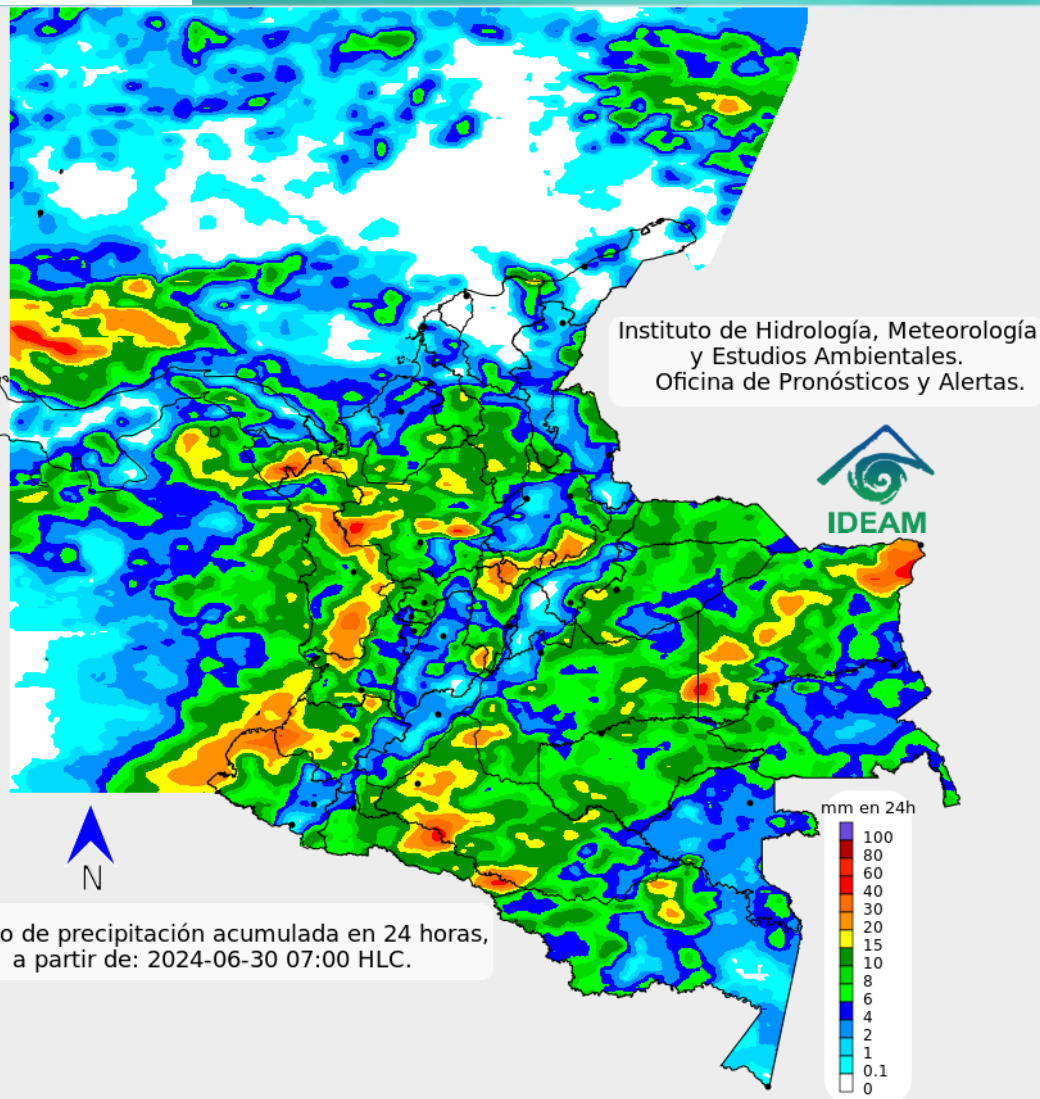 Instituto de Hidrología, Meteorología
y Estudios Ambientales.
Oficina de Pronósticos y Alertas.
IDEAM
mm en 24h
100
80
60
40
30
20
15
10
8
6
4
2
1
0.1
0
N
o de precipitación acumulada en 24 horas,
a partir de: 2024-06-30 07:00 HLC.